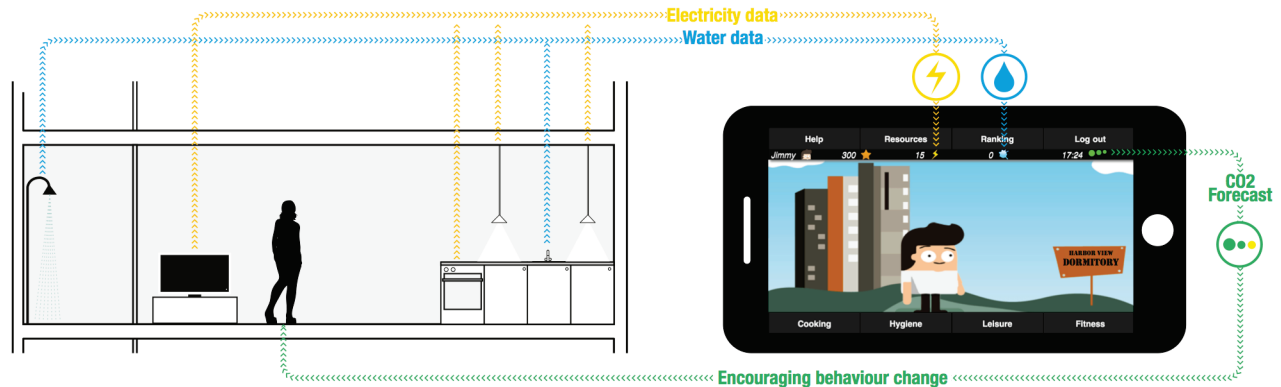 Electricity data
Water data
Help Resources Ranking Log out
Jimmy 300 15 0 17:24
CO2
Forecast
HARBOR VIEW
DORMITORY
Cooking Hygiene Leisure Fitness
Encouraging behaviour change